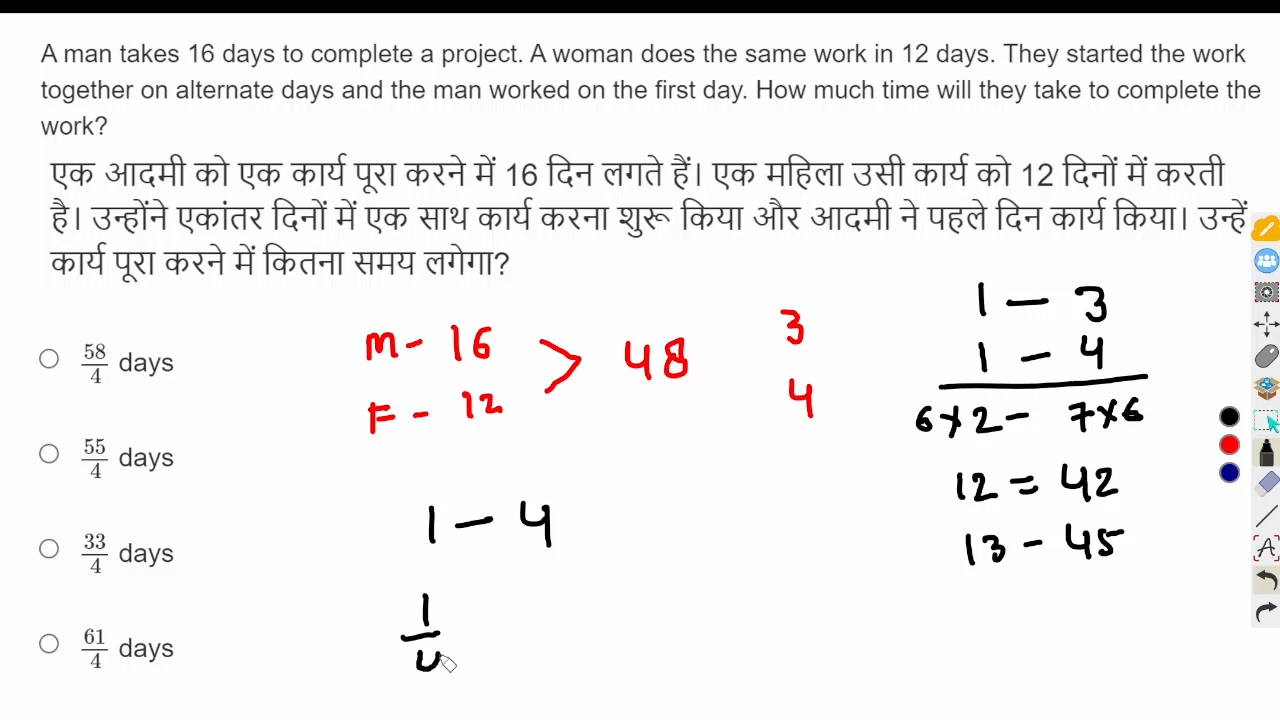 A man takes 16 days to complete a project. A woman does the same work in 12 days. They started the work
together on alternate days and the man worked on the first day. How much time will they take to complete the
work?
एक आदमी को एक कार्य पूरा करने में 16 दिन लगते हैं। एक महिला उसी कार्य को 12 दिनों में करती
है। उन्होंने एकांतर दिनों में एक साथ कार्य करना शुरू किया और आदमी ने पहले दिन कार्य किया। उन्हें
कार्य पूरा करने में कितना समय लगेगा?
58/4 days
55/4 days
33/4 days
61/4 days
M - 16 > 48 3
F - 12 4
1 - 4
1/4
1 - 3
1 - 4
6×2 - 7×6
12 = 42
13 - 45
A